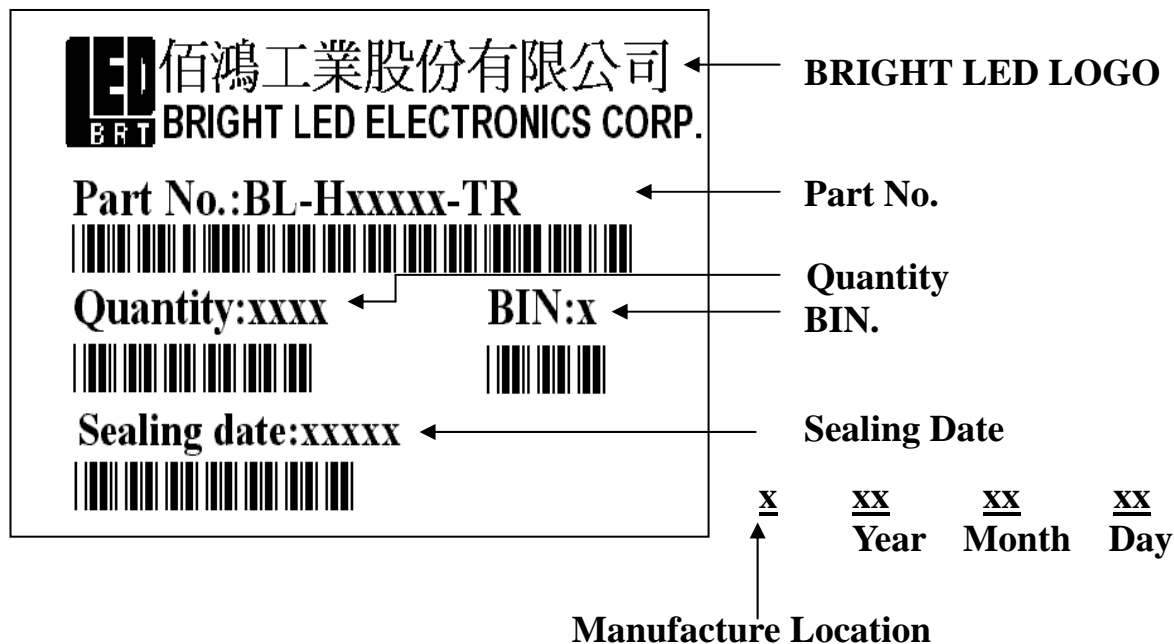 LED 佰鴻工業股份有限公司 BRIGHT LED LOGO
BRT BRIGHT LED ELECTRONICS CORP.
Part No.:BL-Hxxxxx-TR Part No.
Quantity
Quantity:xxxx BIN:x BIN.
Sealing date:xxxxx Sealing Date
x xx xx xx
Year Month Day
Manufacture Location